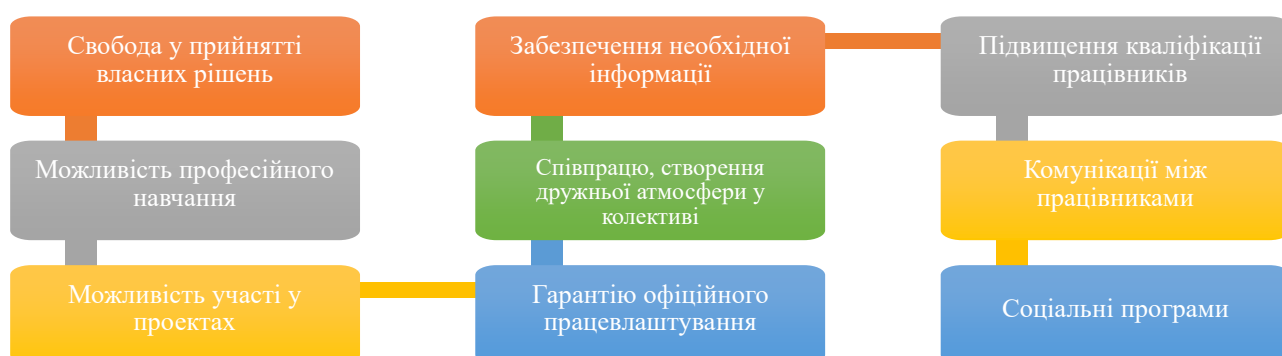 Свобода у прийнятті
власних рішень
Можливість професійного
навчання
Можливість участі у
проектах
Гарантію офіційного
працевлаштування
Співпрацю, створення
дружньої атмосфери у
колективі
Забезпечення необхідної
інформації
Підвищення кваліфікації
працівників
Комунікації між
працівниками
Соціальні програми